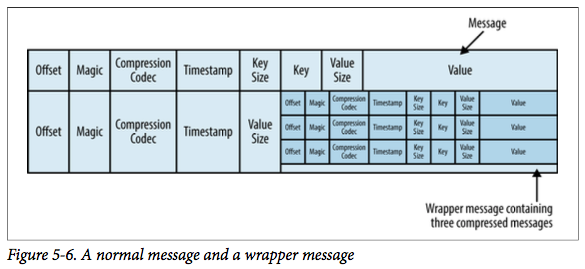 Message
Offset Magic Compression Codec Timestamp Key Size Key Value Size Value
Offset Magic Compression Codec Timestamp Value Size
Offset Magic Compression Codec Timestamp Key Size Key Value Size Value
Offset Magic Compression Codec Timestamp Key Size Key Value Size Value
Offset Magic Compression Codec Timestamp Key Size Key Value Size Value
Wrapper message containing
three compressed messages
Figure 5-6. A normal message and a wrapper message